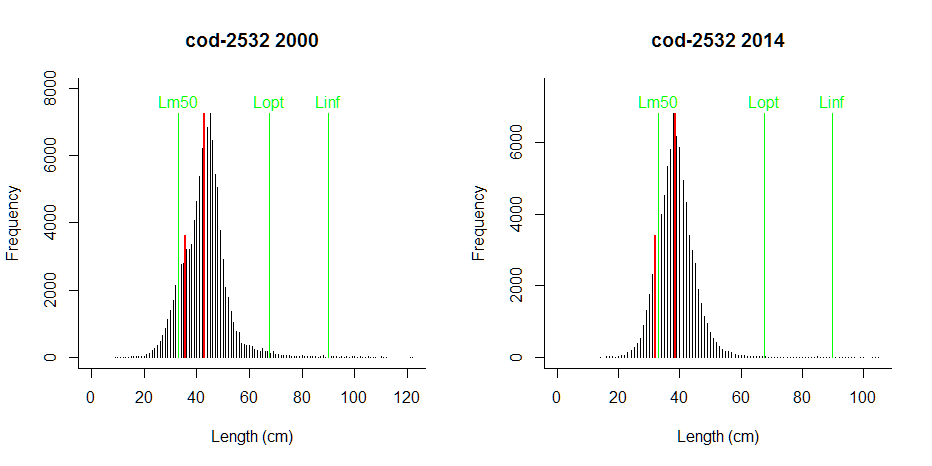 cod-2532 2000
Frequency
8000
6000
4000
2000
0
Lm50 Lopt Linf
0 20 40 60 80 100 120
Length (cm)
cod-2532 2014
Frequency
6000
4000
2000
0
Lm50 Lopt Linf
0 20 40 60 80 100
Length (cm)